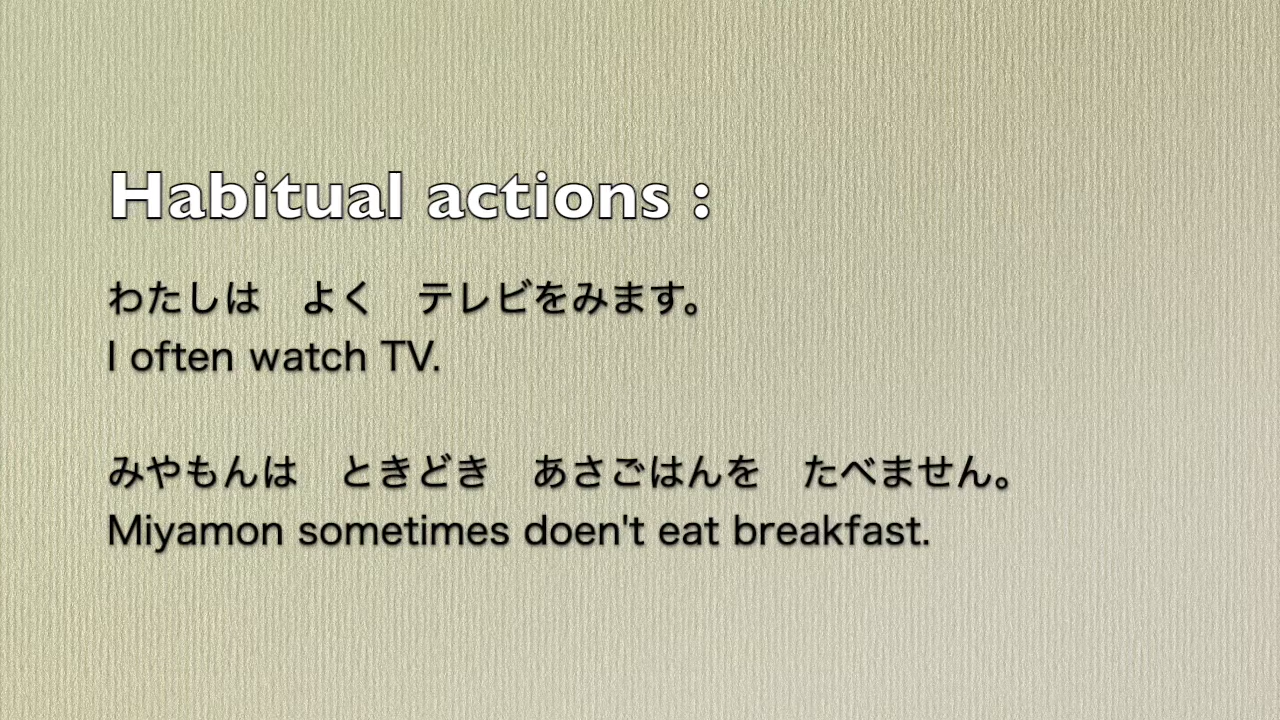 Habitual actions :
わたしは　よく　テレビをみます。
I often watch TV.
みやもんは　ときどき　あさごはんを　たべません。
Miyamon sometimes doen't eat breakfast.